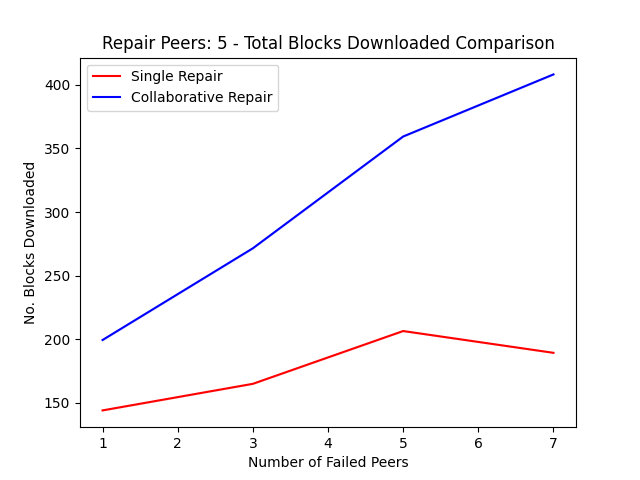 Repair Peers: 5 - Total Blocks Downloaded Comparison
Single Repair
Collaborative Repair
No. Blocks Downloaded
400
350
300
250
200
150
1 2 3 4 5 6 7
Number of Failed Peers